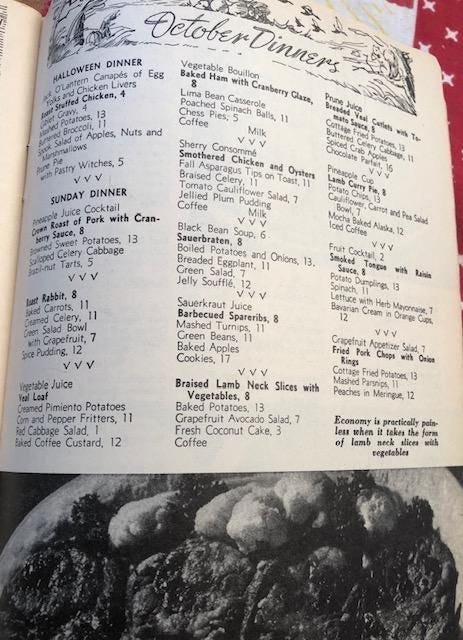 October Dinners
HALLOWEEN DINNER
Jack O'Lantern Canapés of Egg
Yolks and Chicken Livers
Roast Stuffed Chicken, 4
Giblet Gravy, 4
Mashed Potatoes, 13
Buttered Broccoli, 11
Spook Salad of Apples, Nuts and
Marshmallows
Prune Pie
with Pastry Witches, 5
V V V
SUNDAY DINNER
Pineapple Juice Cocktail
Crown Roast of Pork with Cran-
berry Sauce, 8
Browned Sweet Potatoes, 13
Scalloped Celery Cabbage
Brazil-nut Tarts, 5
V V V
Roast Rabbit, 8
Baked Carrots, 11
Creamed Celery, 11
Green Salad Bowl
with Grapefruit, 7
Spice Pudding, 12
V V V
Vegetable Juice
Veal Loaf
Creamed Pimiento Potatoes
Corn and Pepper Fritters, 11
Red Cabbage Salad, 1
Baked Coffee Custard, 12
Vegetable Bouillon
Baked Ham with Cranberry Glaze,
8
Lima Bean Casserole
Poached Spinach Balls, 11
Chess Pies, 5
Coffee Milk
V V V
Sherry Consommé
Smothered Chicken and Oysters
Fall Asparagus Tips on Toast, 11
Braised Celery, 11
Tomato Cauliflower Salad, 7
Jellied Plum Pudding
Coffee Milk
V V V
Black Bean Soup, 6
Sauerbraten, 8
Boiled Potatoes and Onions, 13.
Breaded Eggplant, 11
Green Salad, 7
Jelly Soufflé, 12
V V V
Sauerkraut Juice
Barbecued Spareribs, 8
Mashed Turnips, 11
Green Beans, 11
Baked Apples
Cookies, 17
V V V
Braised Lamb Neck Slices with
Vegetables, 8
Baked Potatoes, 13
Grapefruit Avocado Salad, 7
Fresh Coconut Cake, 3
Coffee
Prune Juice
Breaded Veal Cutlets with To-
mato Sauce, 8
Cottage Fried Potatoes, 13
Buttered Celery Cabbage, 11
Spiced Crab Apples
Chocolate Parfait, 16
V V V
Pineapple Cup
Lamb Curry Pie, 8
Potato Chips, 13
Cauliflower, Carrot and Pea Salad
Bowl, 7
Mocha Baked Alaska, 12
Iced Coffee
V V V
Fruit Cocktail, 2
Smoked Tongue with Raisin
Sauce, 8
Potato Dumplings, 13
Spinach, 11
Lettuce with Herb Mayonnaise, 7
Bavarian Cream in Orange Cups,
12
V V V
Grapefruit Appetizer Salad, 7
Fried Pork Chops with Onion
Rings
Cottage Fried Potatoes, 13
Mashed Parsnips, 11
Peaches in Meringue, 12
Economy is practically pain-
less when it takes the form
of lamb neck slices with
vegetables